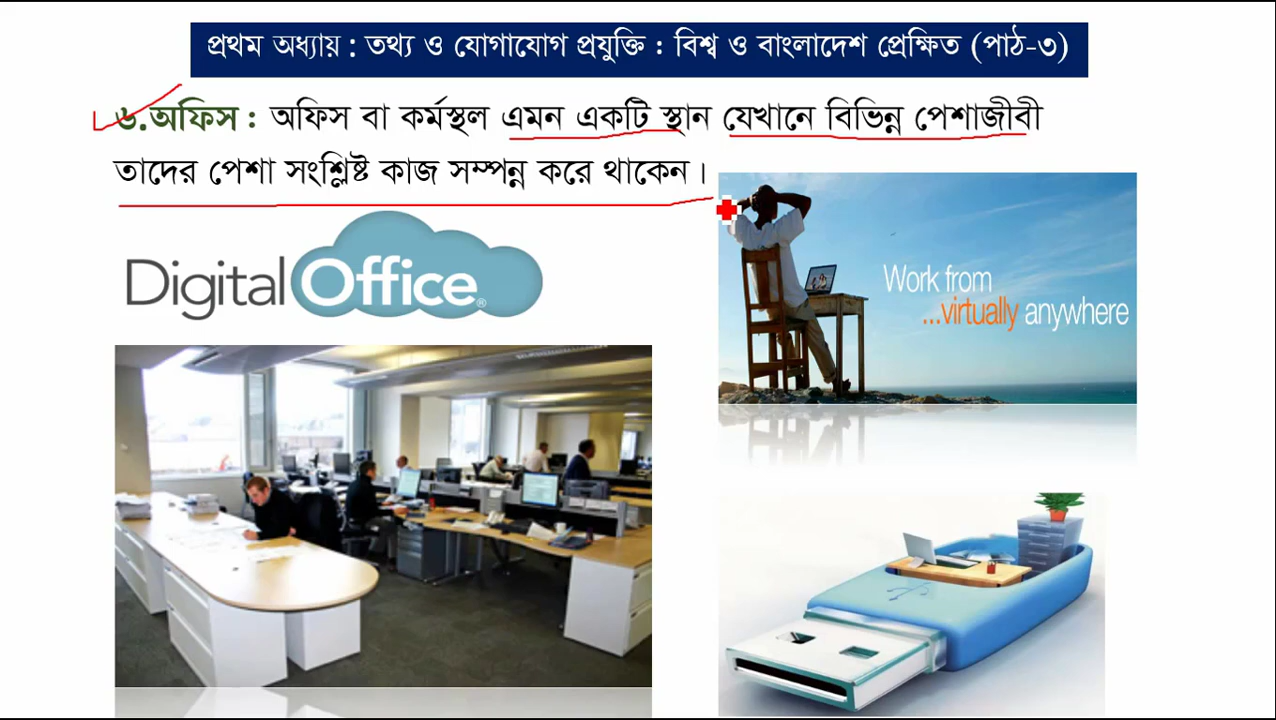 প্রথম অধ্যায় : তথ্য ও যোগাযোগ প্রযুক্তি : বিশ্ব ও বাংলাদেশ প্রেক্ষিত (পাঠ-৩)
৬.অফিস : অফিস বা কর্মস্থল এমন একটি স্থান যেখানে বিভিন্ন পেশাজীবী
তাদের পেশা সংশ্লিষ্ট কাজ সম্পন্ন করে থাকেন।
Digital Office®
Work from
...virtually anywhere